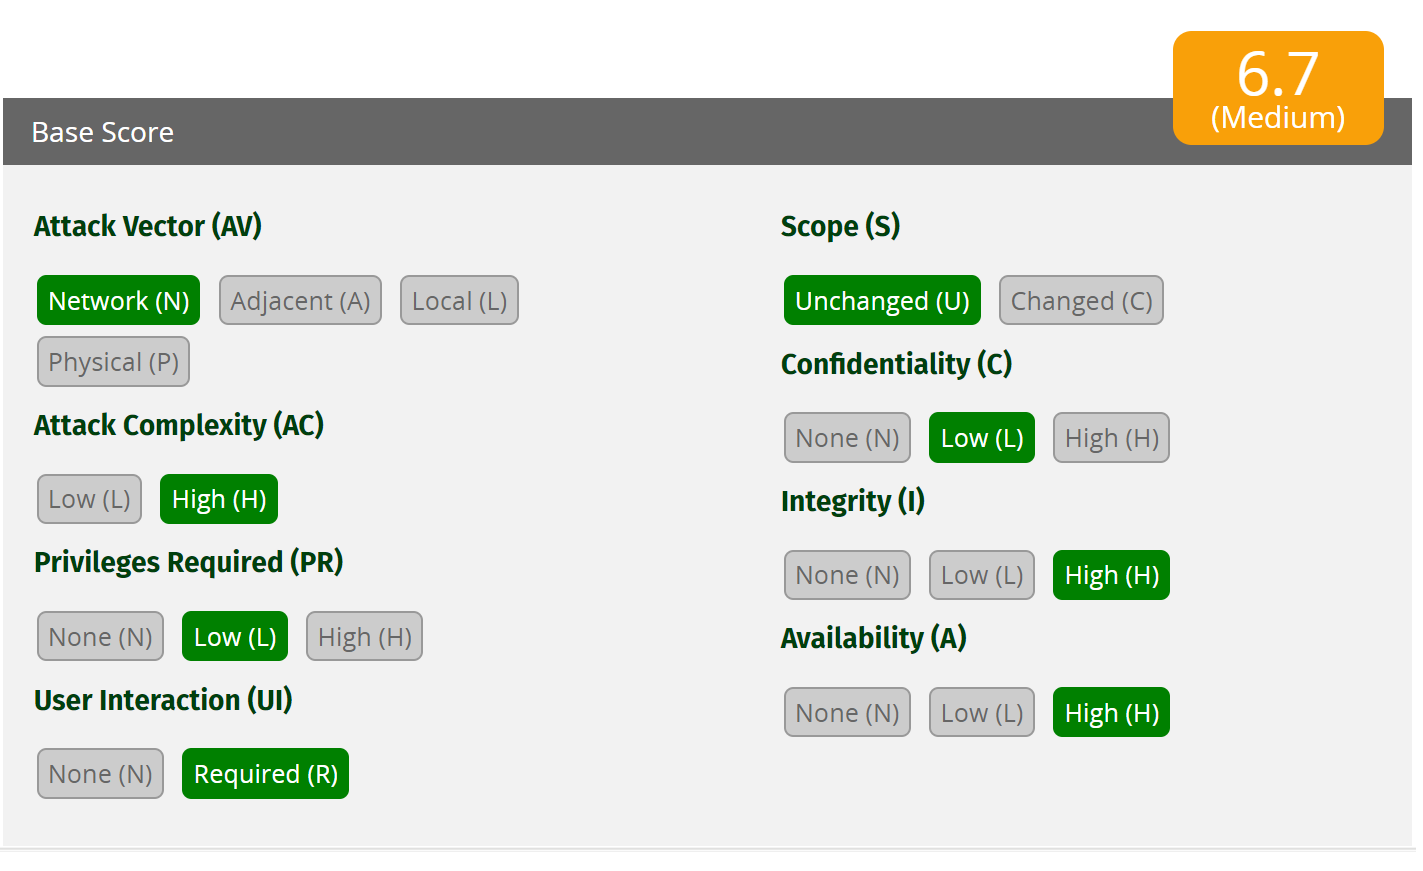 6.7
(Medium)
Base Score
Attack Vector (AV)
Network (N) Adjacent (A) Local (L)
Physical (P)
Attack Complexity (AC)
Low (L) High (H)
Privileges Required (PR)
None (N) Low (L) High (H)
User Interaction (UI)
None (N) Required (R)
Scope (S)
Unchanged (U) Changed (C)
Confidentiality (C)
None (N) Low (L) High (H)
Integrity (I)
None (N) Low (L) High (H)
Availability (A)
None (N) Low (L) High (H)